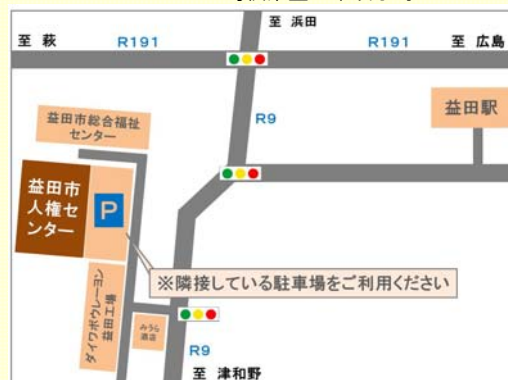 至 浜田
至 萩
R191
R191
至 広島
R9
益田駅
益田市総合福祉
センター
益田市
人権セ
ンター
P
※隣接している駐車場をご利用ください
ダイワボウレーヨン
益田工場
みうら
酒店
R9
至 津和野